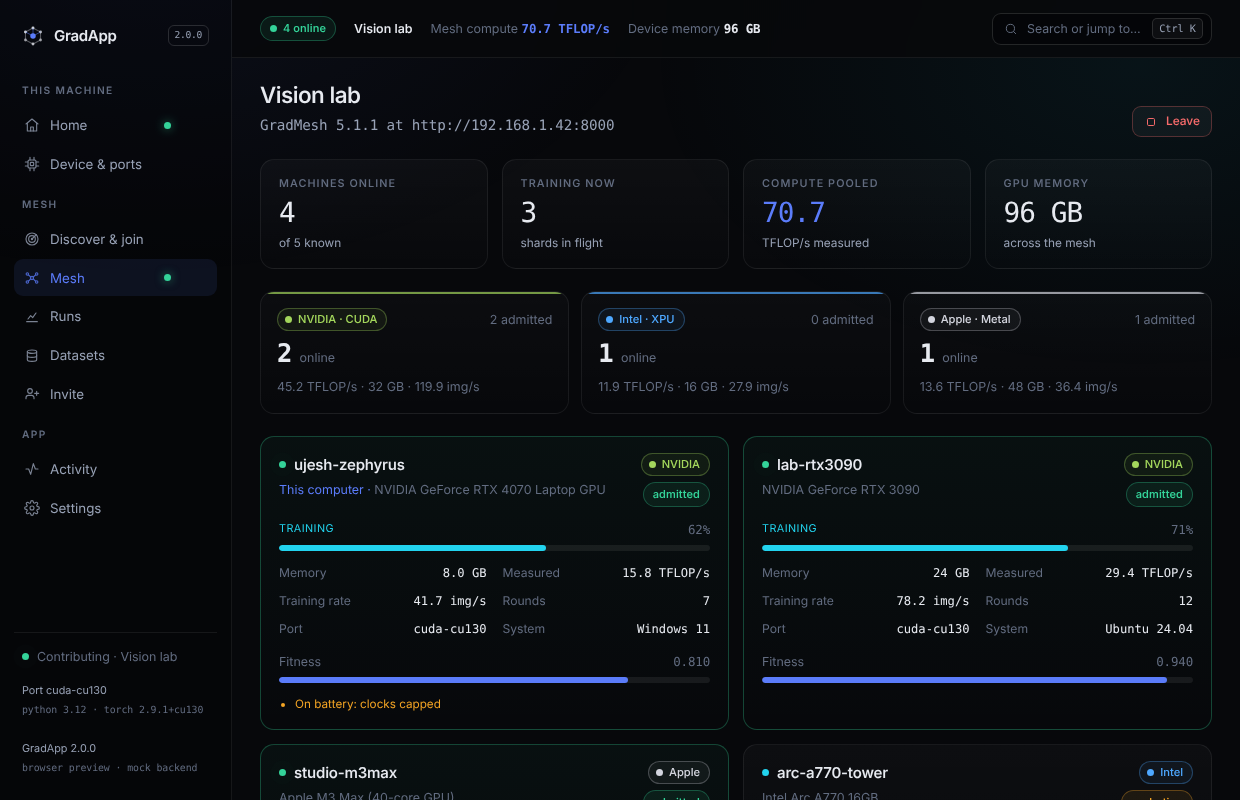 GradApp 2.0.0
THIS MACHINE
Home
Device & ports
MESH
Discover & join
Mesh
Runs
Datasets
Invite
APP
Activity
Settings
Contributing · Vision lab
Port cuda-cu130
python 3.12 · torch 2.9.1+cu130
GradApp 2.0.0
browser preview · mock backend
4 online Vision lab Mesh compute 70.7 TFLOP/s Device memory 96 GB Search or jump to... Ctrl K
Vision lab
GradMesh 5.1.1 at http://192.168.1.42:8000
Leave
MACHINES ONLINE
4
of 5 known
TRAINING NOW
3
shards in flight
COMPUTE POOLED
70.7
TFLOP/s measured
GPU MEMORY
96 GB
across the mesh
NVIDIA · CUDA 2 admitted
2 online
45.2 TFLOP/s · 32 GB · 119.9 img/s
Intel · XPU 0 admitted
1 online
11.9 TFLOP/s · 16 GB · 27.9 img/s
Apple · Metal 1 admitted
1 online
13.6 TFLOP/s · 48 GB · 36.4 img/s
ujesh-zephyrus NVIDIA
This computer · NVIDIA GeForce RTX 4070 Laptop GPU admitted
TRAINING 62%
Memory 8.0 GB Measured 15.8 TFLOP/s
Training rate 41.7 img/s Rounds 7
Port cuda-cu130 System Windows 11
Fitness 0.810
On battery: clocks capped
lab-rtx3090 NVIDIA
NVIDIA GeForce RTX 3090 admitted
TRAINING 71%
Memory 24 GB Measured 29.4 TFLOP/s
Training rate 78.2 img/s Rounds 12
Port cuda-cu130 System Ubuntu 24.04
Fitness 0.940
studio-m3max Apple
Apple M3 Max (40-core GPU) admitted
arc-a770-tower Intel
Intel Arc A770 16GB